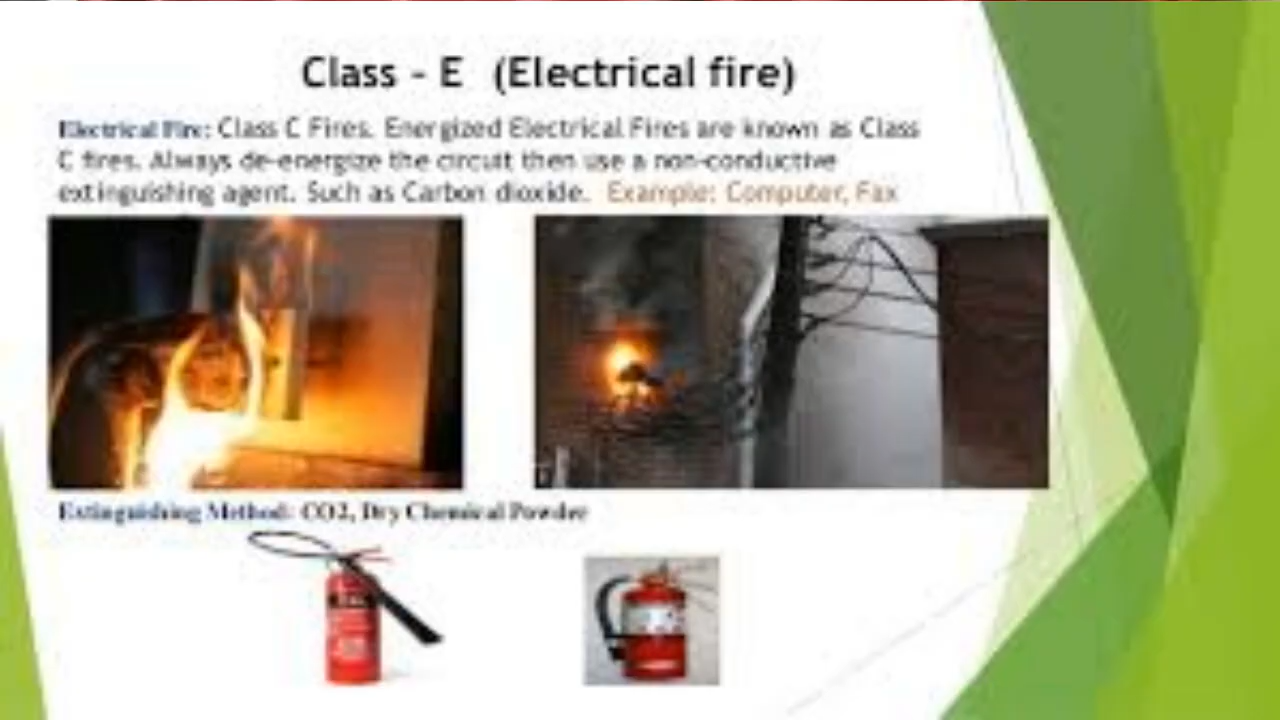 Class - E (Electrical fire)
Electrical Fire: Class C Fires. Energized Electrical Fires are known as Class
C fires. Always de-energize the circuit then use a non-conductive
extinguishing agent. Such as Carbon dioxide. Example: Computer, Fax
Extinguishing Method: CO2, Dry Chemical Powder